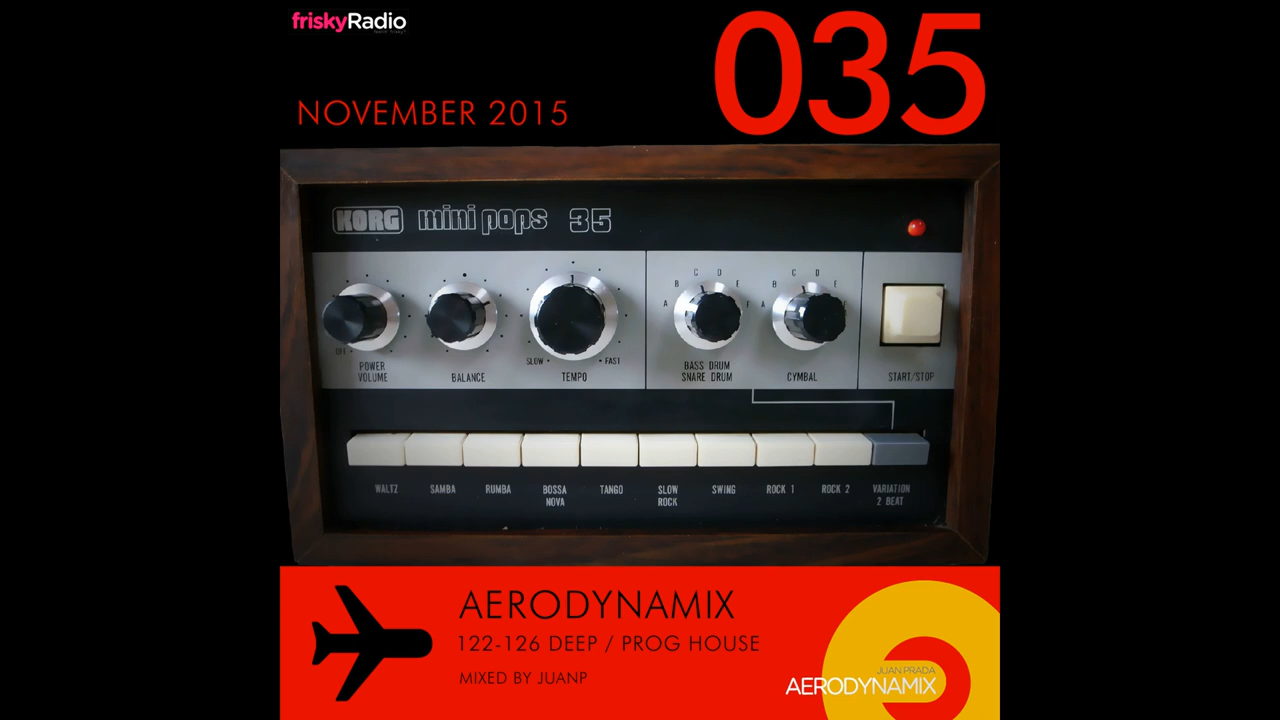 friskyRadio
NOVEMBER 2015
035
KORG mini pops 35
A B C D E F
A B C D E
OFF
SLOW FAST
POWER VOLUME
BALANCE
TEMPO
BASS DRUM SNARE DRUM
CYMBAL
START/STOP
WALTZ
SAMBA
RUMBA
BOSSA NOVA
TANGO
SLOW ROCK
SWING
ROCK 1
ROCK 2
VARIATION 2 BEAT
AERODYNAMIX
122-126 DEEP / PROG HOUSE
MIXED BY JUANP
JUAN PRADA
AERODYNAMIX